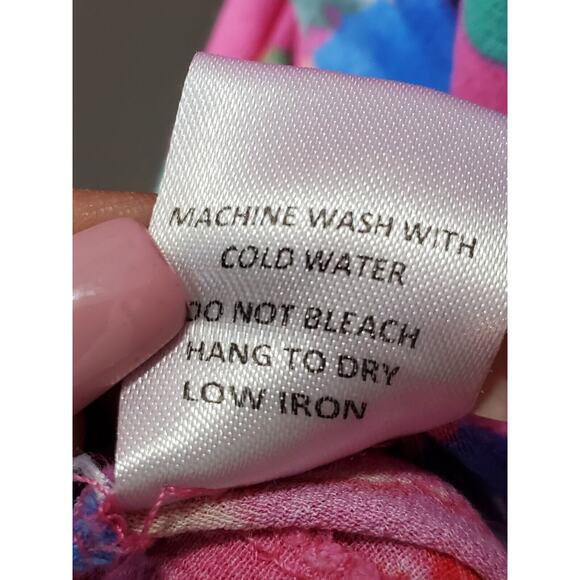 MACHINE WASH WITH
COLD WATER
DO NOT BLEACH
HANG TO DRY
LOW IRON